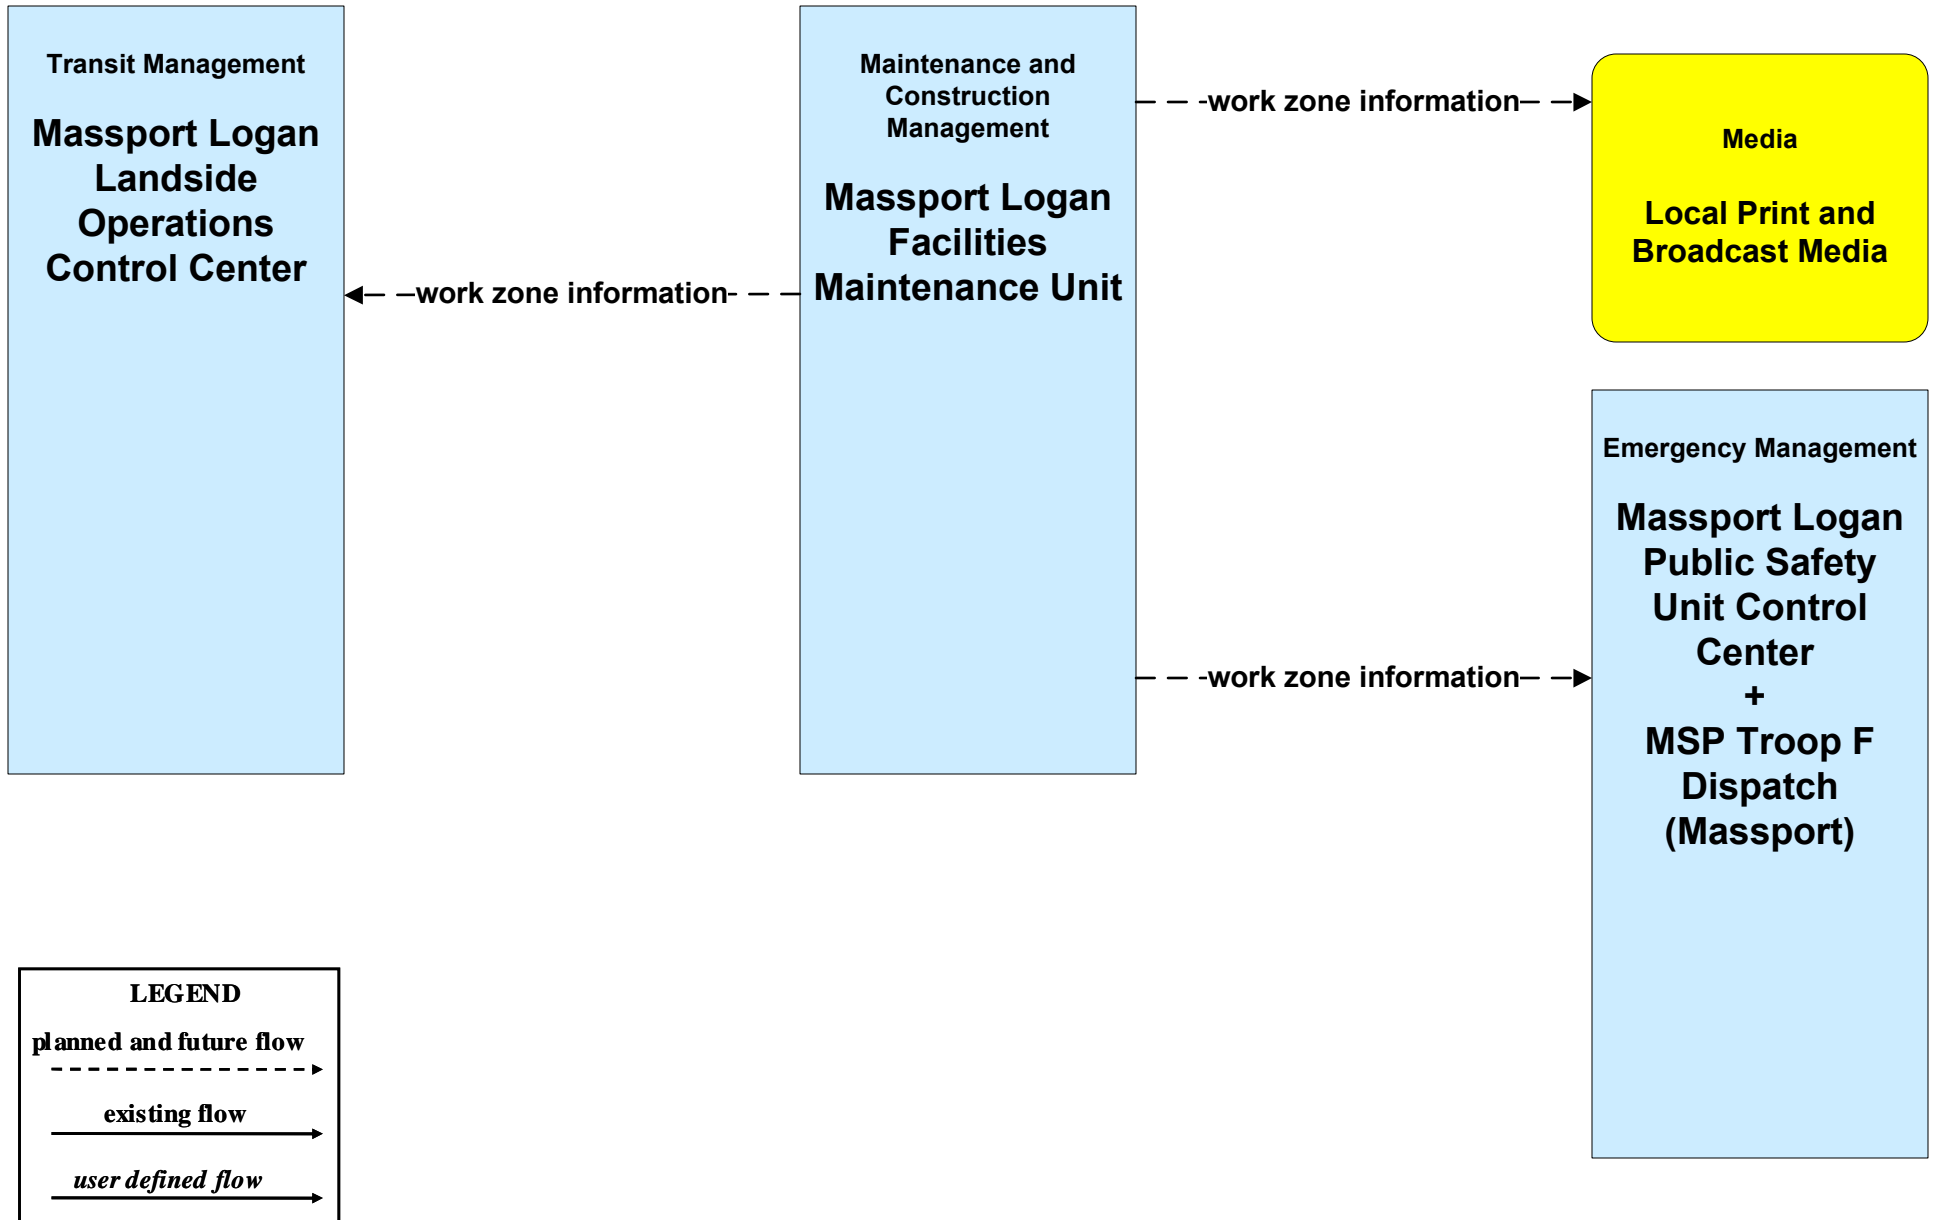 Transit Management
Massport Logan
Landside
Operations
Control Center
work zone information
Maintenance and
Construction
Management
Massport Logan
Facilities
Maintenance Unit
work zone information
Media
Local Print and
Broadcast Media
work zone information
Emergency Management
Massport Logan
Public Safety
Unit Control
Center
+
MSP Troop F
Dispatch
(Massport)
LEGEND
planned and future flow
existing flow
user defined flow